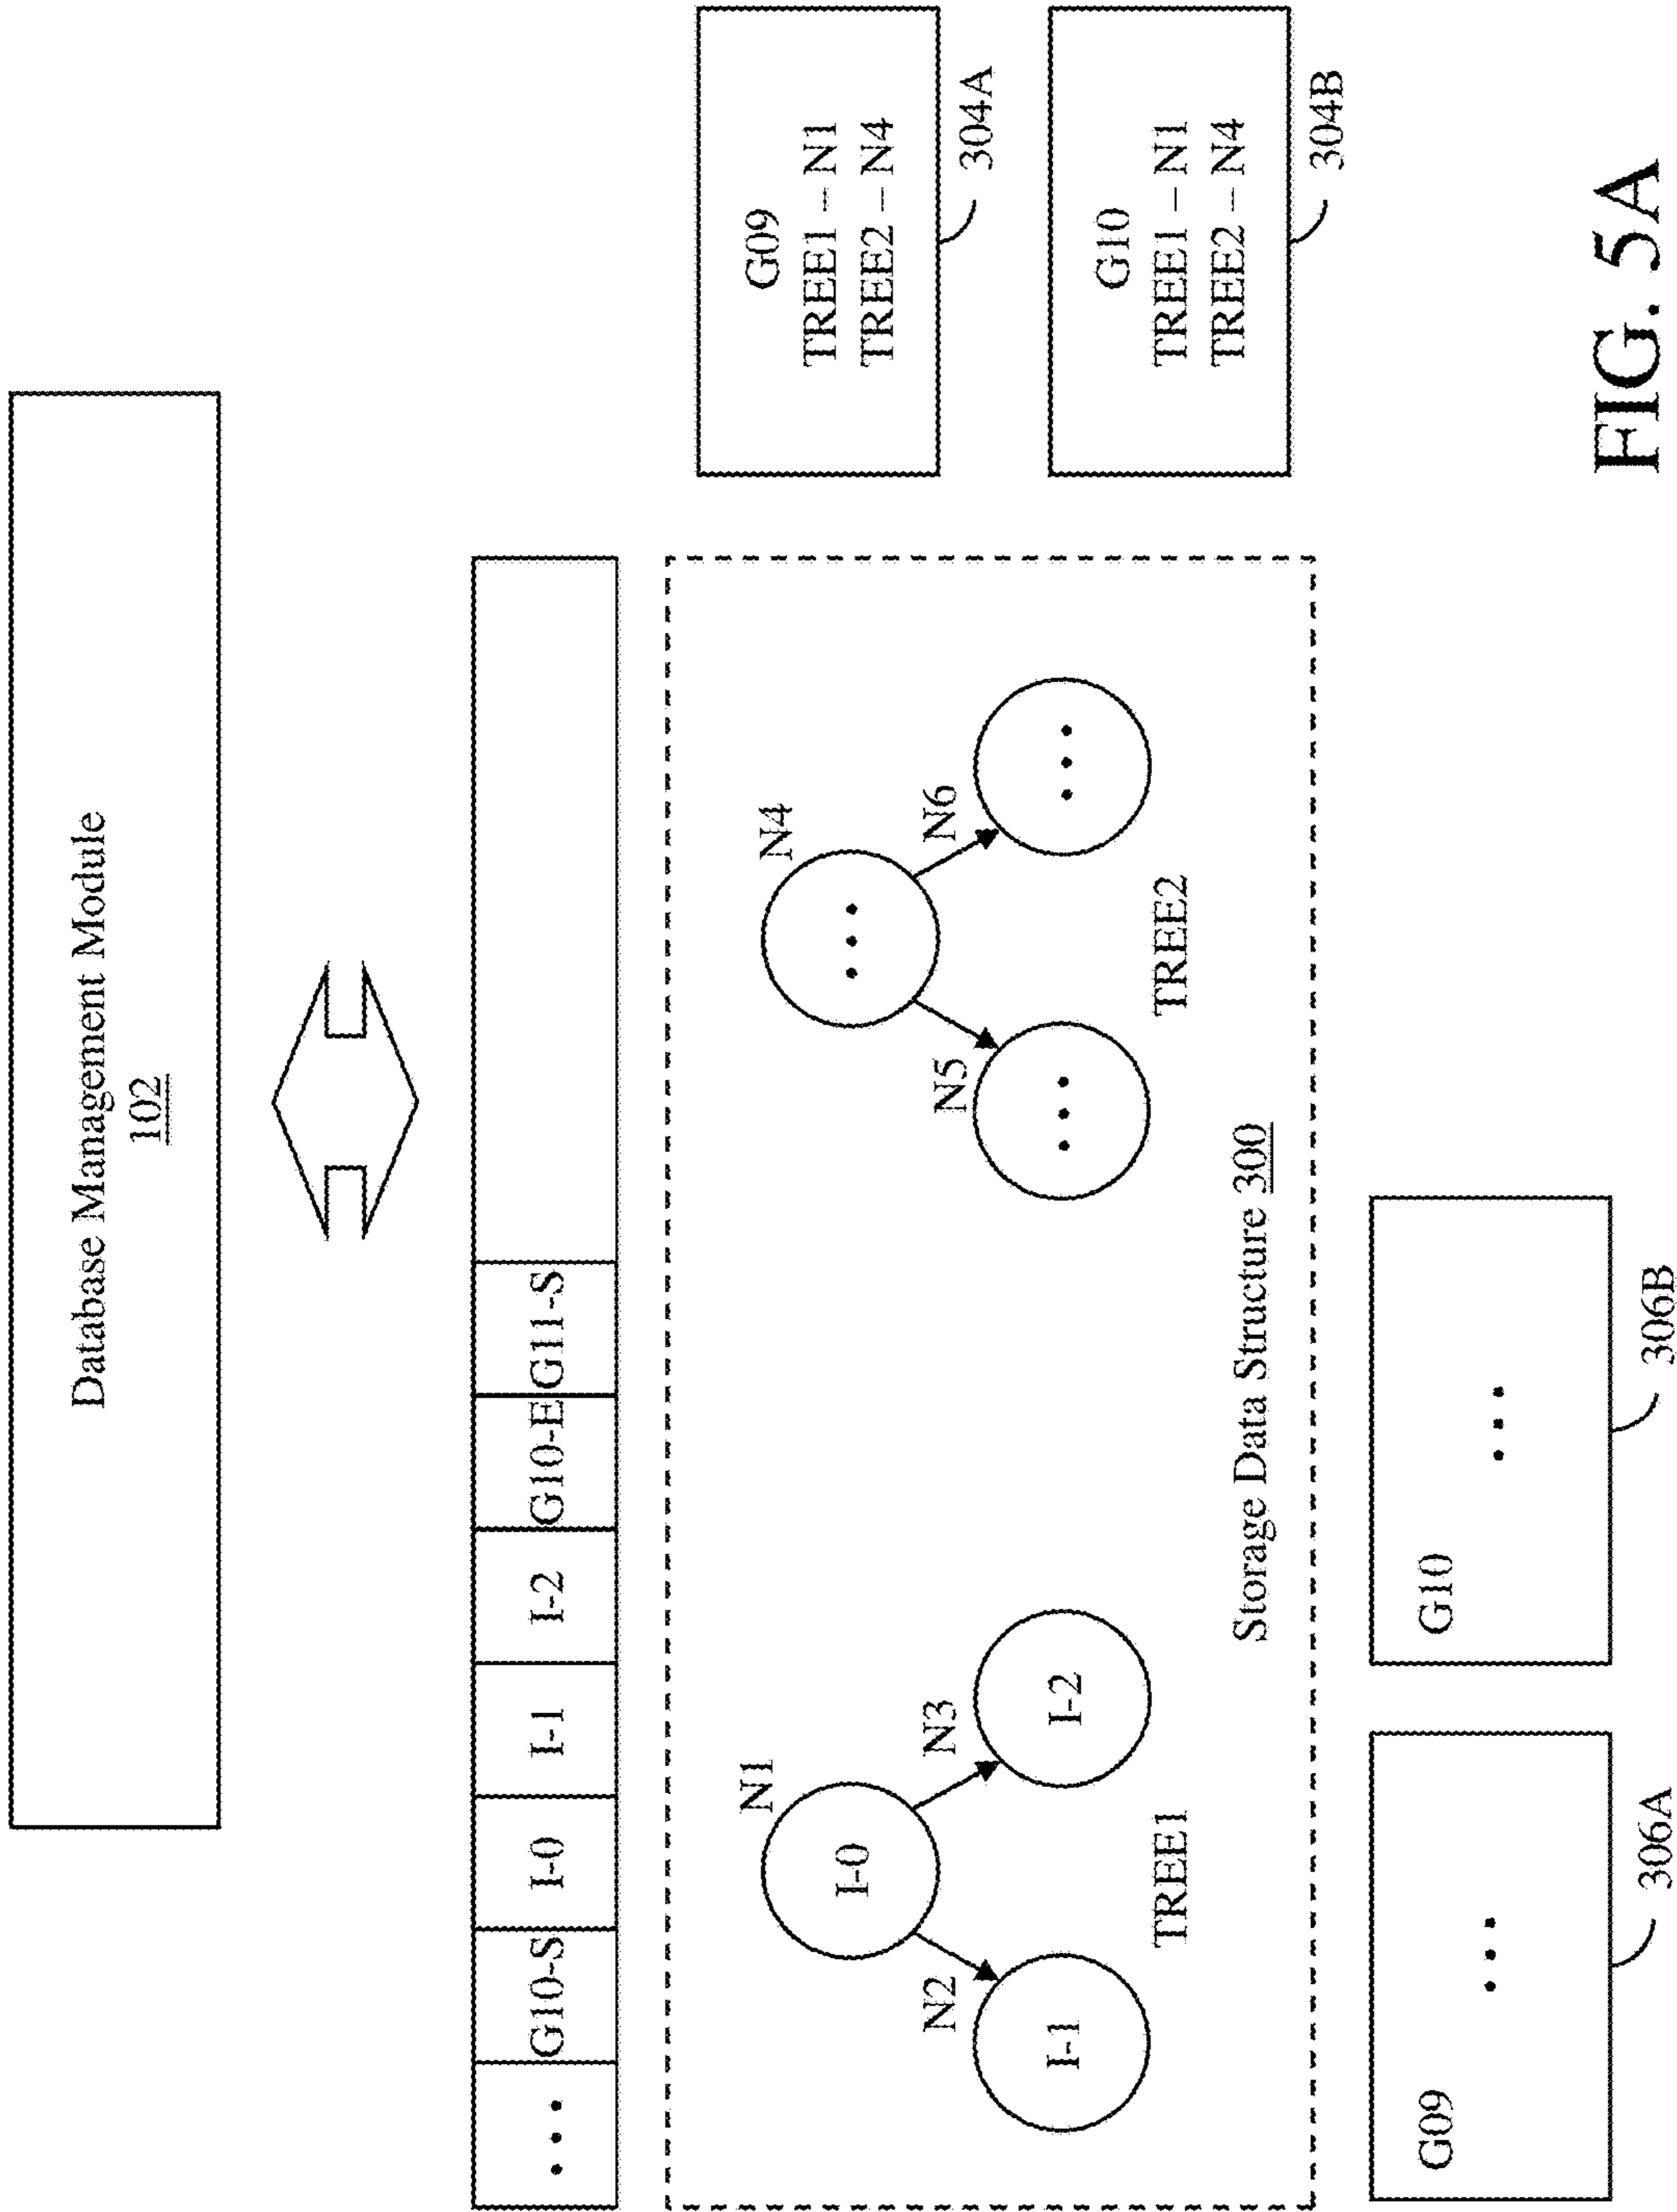 Database Management Module
102
• • •
G10-S
I-0
I-1
I-2
G10-E
G11-S
N1
I-0
N2
N3
I-1
I-2
TREE1
N4
• • •
N5
N6
• • •
• • •
TREE2
Storage Data Structure 300
G09
TREE1 – N1
TREE2 – N4
304A
G10
TREE1 – N1
TREE2 – N4
304B
G09
• • •
306A
G10
• • •
306B
FIG. 5A